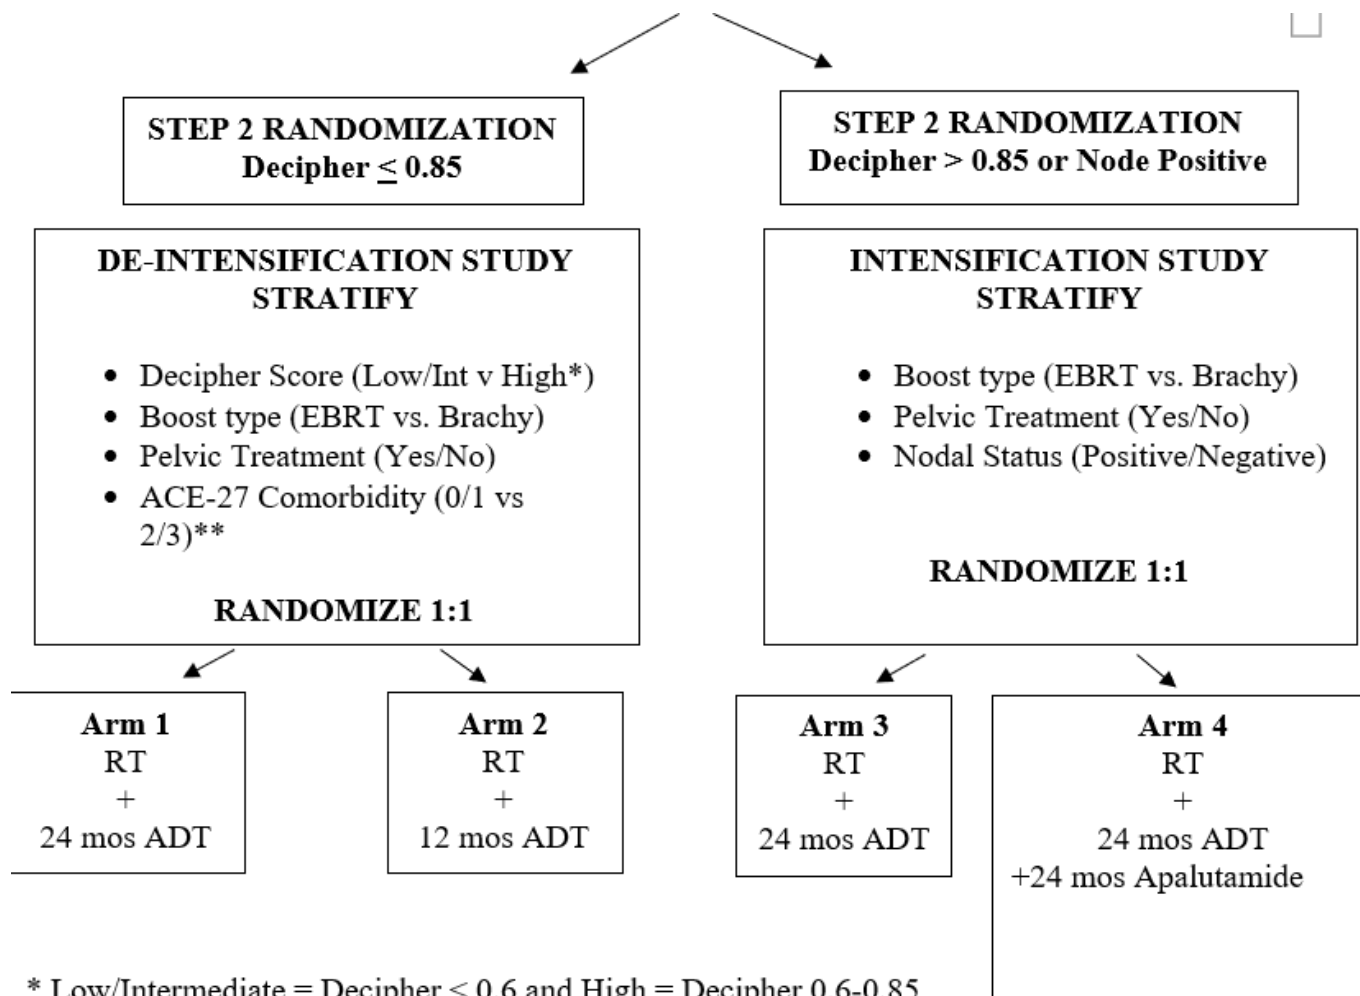 STEP 2 RANDOMIZATION
Decipher ≤ 0.85
STEP 2 RANDOMIZATION
Decipher > 0.85 or Node Positive
DE-INTENSIFICATION STUDY
STRATIFY
• Decipher Score (Low/Int v High*)
• Boost type (EBRT vs. Brachy)
• Pelvic Treatment (Yes/No)
• ACE-27 Comorbidity (0/1 vs
2/3)**
RANDOMIZE 1:1
INTENSIFICATION STUDY
STRATIFY
• Boost type (EBRT vs. Brachy)
• Pelvic Treatment (Yes/No)
• Nodal Status (Positive/Negative)
RANDOMIZE 1:1
Arm 1
RT
+
24 mos ADT
Arm 2
RT
+
12 mos ADT
Arm 3
RT
+
24 mos ADT
Arm 4
RT
+
24 mos ADT
+24 mos Apalutamide
* Low/Intermediate = Decipher < 0.6 and High = Decipher 0.6-0.85